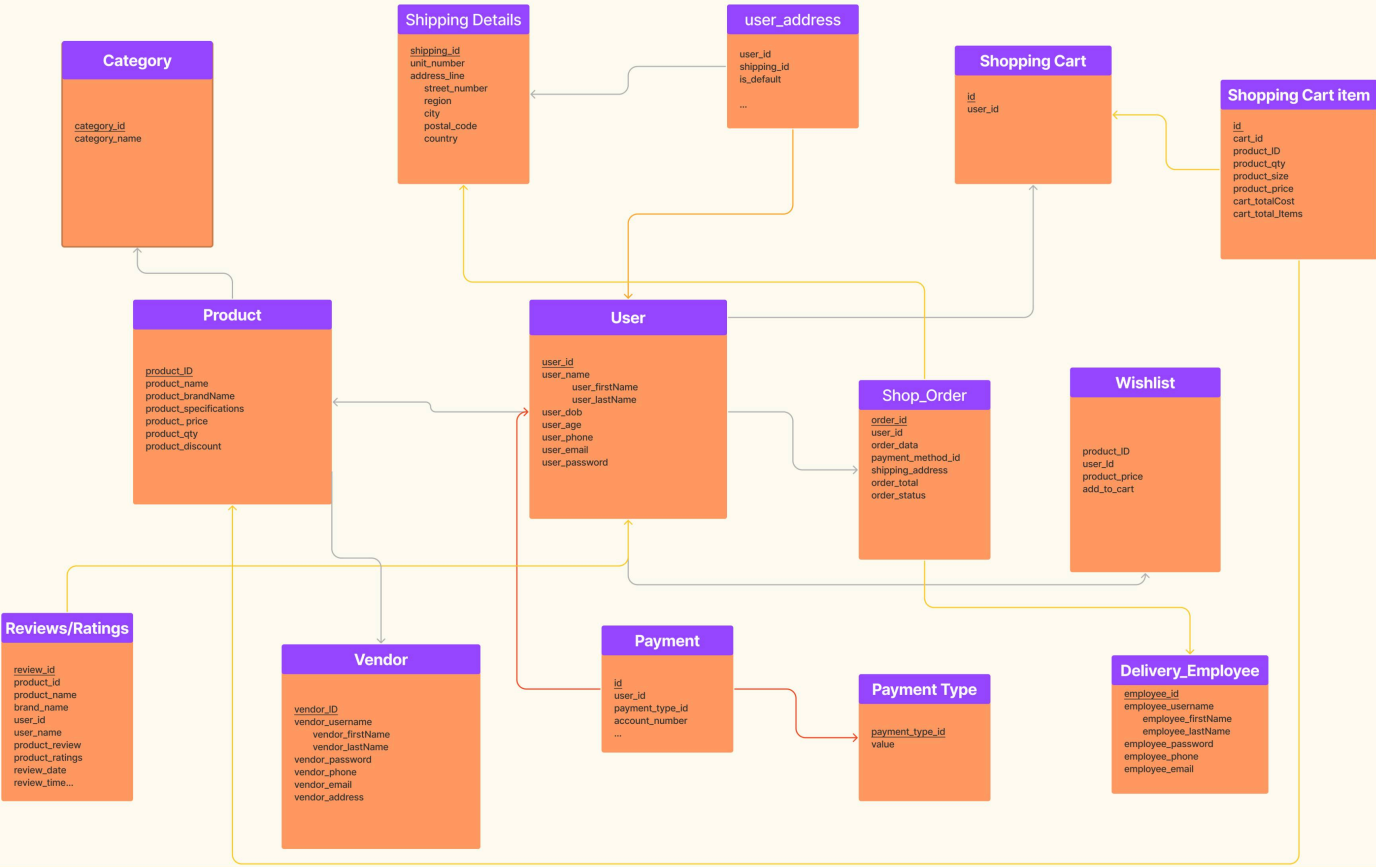 Shipping Details
shipping_id
unit_number
address_line
street_number
region
city
postal_code
country
user_address
user_id
shipping_id
is_default
...
Category
category_id
category_name
Shopping Cart
id
user_id
Shopping Cart item
id
cart_id
product_ID
product_qty
product_size
product_price
cart_totalCost
cart_total_Items
Product
product_ID
product_name
product_brandName
product_specifications
product_ price
product_qty
product_discount
User
user_id
user_name
user_firstName
user_lastName
user_dob
user_age
user_phone
user_email
user_password
Shop_Order
order_id
user_id
order_data
payment_method_id
shipping_address
order_total
order_status
Wishlist
product_ID
user_Id
product_price
add_to_cart
Reviews/Ratings
review_id
product_id
product_name
brand_name
user_id
user_name
product_review
product_ratings
review_date
review_time...
Vendor
vendor_ID
vendor_username
vendor_firstName
vendor_lastName
vendor_password
vendor_phone
vendor_email
vendor_address
Payment
id
user_id
payment_type_id
account_number
...
Payment Type
payment_type_id
value
Delivery_Employee
employee_id
employee_username
employee_firstName
employee_lastName
employee_password
employee_phone
employee_email